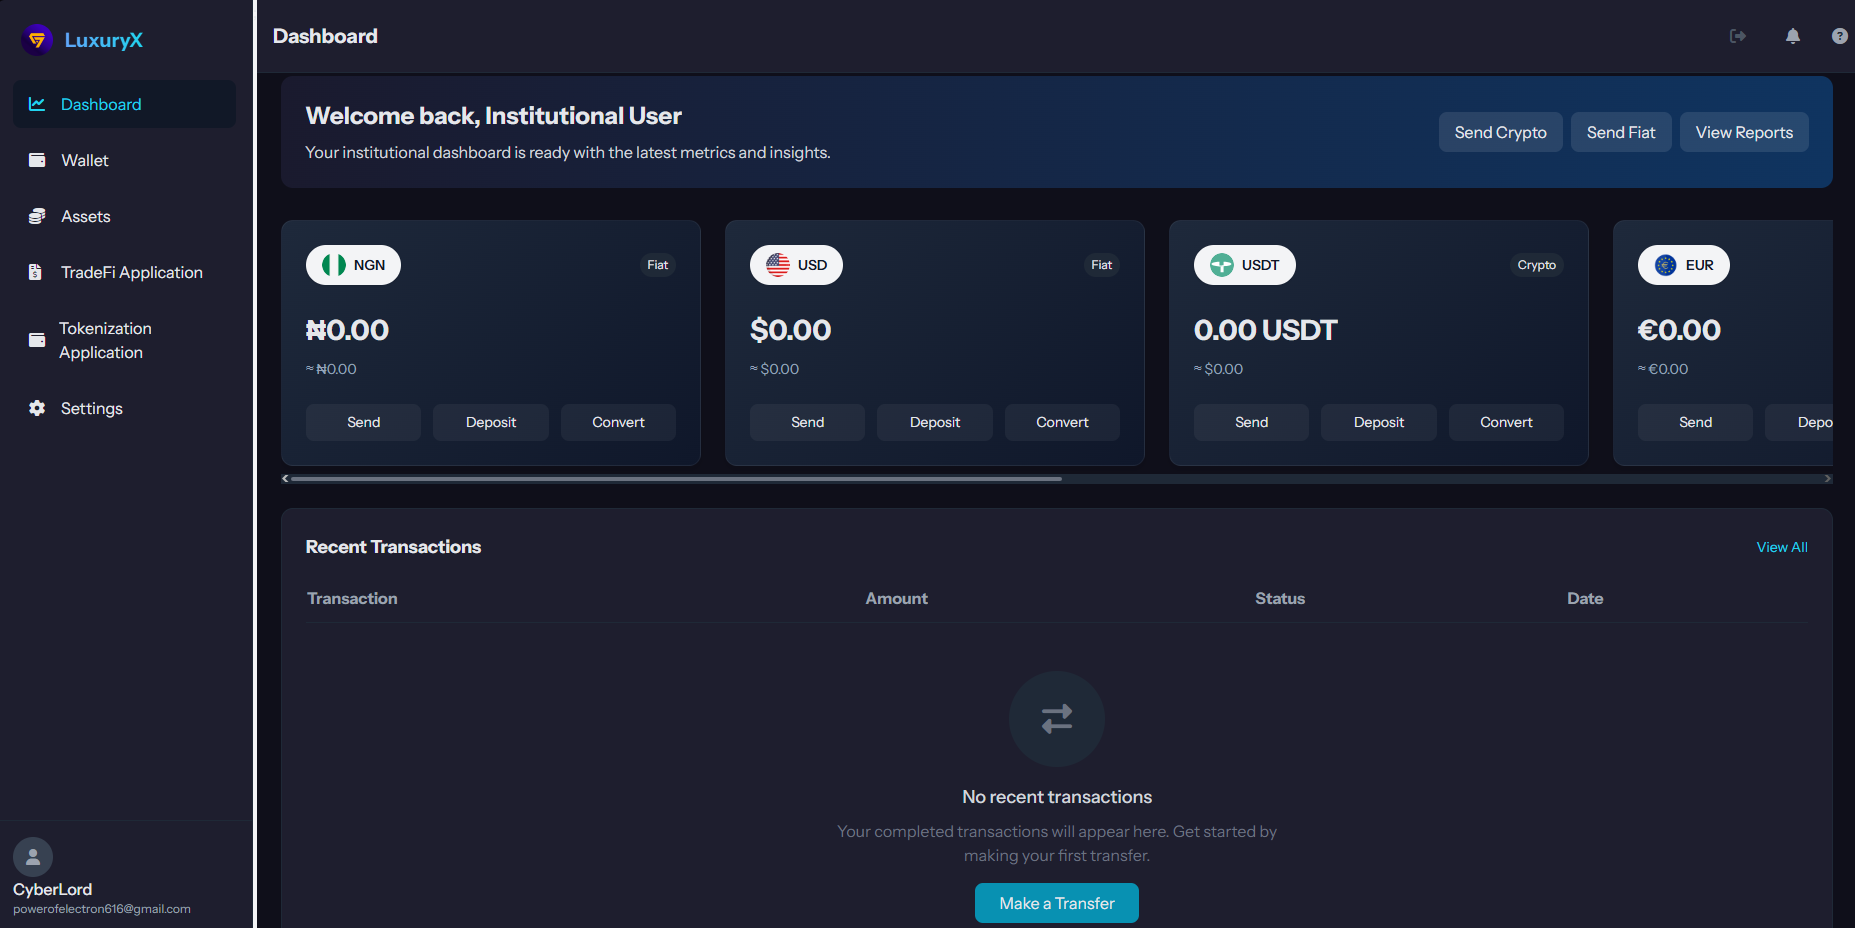 LuxuryX
Dashboard
Wallet
Assets
TradeFi Application
Tokenization
Application
Settings
CyberLord
powerofelectron616@gmail.com
Dashboard
?
Welcome back, Institutional User
Your institutional dashboard is ready with the latest metrics and insights.
Send Crypto
Send Fiat
View Reports
NGN
Fiat
₦0.00
≈ ₦0.00
Send
Deposit
Convert
USD
Fiat
$0.00
≈ $0.00
Send
Deposit
Convert
USDT
Crypto
0.00 USDT
≈ $0.00
Send
Deposit
Convert
EUR
€0.00
≈ €0.00
Send
Depo
Recent Transactions
View All
Transaction Amount Status Date
No recent transactions
Your completed transactions will appear here. Get started by
making your first transfer.
Make a Transfer